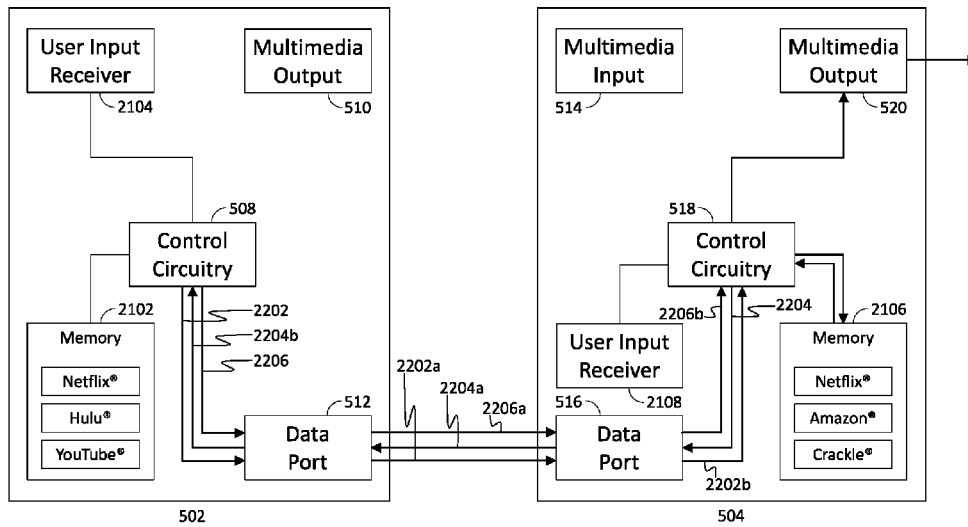 User Input
Receiver
2104
Multimedia
Output
510
508
Control
Circuitry
2102
Memory
Netflix®
Hulu®
YouTube®
2202
2204b
2206
512
Data
Port
502
2202a
2204a
2206a
Multimedia
Input
514
Multimedia
Output
520
518
Control
Circuitry
2206b
2204
2106
Memory
Netflix®
Amazon®
Crackle®
User Input
Receiver
2108
516
Data
Port
2202b
504